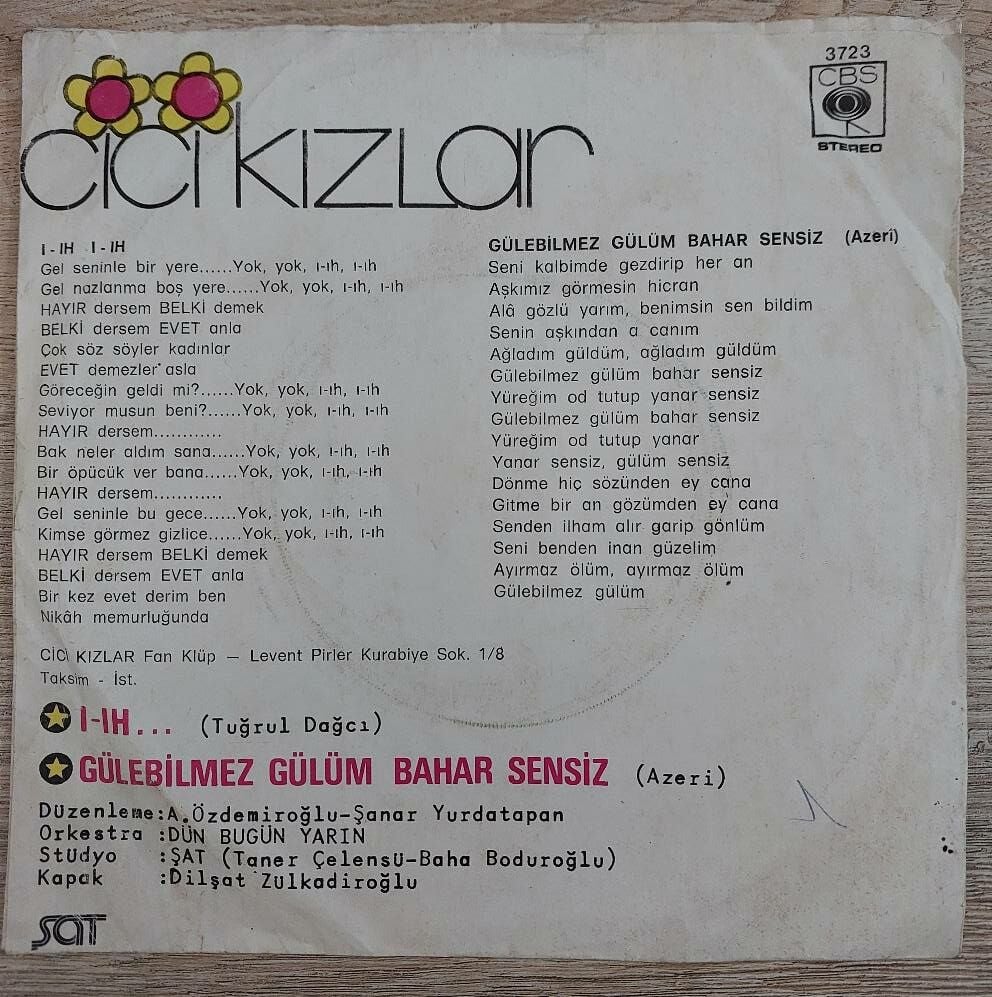 cici kızlar
3723
CBS
STEREO
İ - IH İ - IH
Gel seninle bir yere......Yok, yok, ı-ıh, ı-ıh
Gel nazlanma boş yere......Yok, yok, ı-ıh, ı-ıh
HAYIR dersem BELKİ demek
BELKİ dersem EVET anla
Çok söz söyler kadınlar
EVET demezler asla
Göreceğin geldi mi?......Yok, yok, ı-ıh, ı-ıh
Seviyor musun beni?......Yok, yok, ı-ıh, ı-ıh
HAYIR dersem............
Bak neler aldım sana......Yok, yok, ı-ıh, ı-ıh
Bir öpücük ver bana......Yok, yok, ı-ıh, ı-ıh
HAYIR dersem............
Gel seninle bu gece......Yok, yok, ı-ıh, ı-ıh
Kimse görmez gizlice......Yok, yok, ı-ıh, ı-ıh
HAYIR dersem BELKİ demek
BELKİ dersem EVET anla
Bir kez evet derim ben
Nikâh memurluğunda
GÜLEBİLMEZ GÜLÜM BAHAR SENSİZ (Azerî)
Seni kalbimde gezdirip her an
Aşkımız görmesin hicran
Alâ gözlü yarım, benimsin sen bildim
Senin aşkından a canım
Ağladım güldüm, ağladım güldüm
Gülebilmez gülüm bahar sensiz
Yüreğim od tutup yanar sensiz
Gülebilmez gülüm bahar sensiz
Yüreğim od tutup yanar
Yanar sensiz, gülüm sensiz
Dönme hiç sözünden ey cana
Gitme bir an gözümden ey cana
Senden ilham alır garip gönlüm
Seni benden inan güzelim
Ayırmaz ölüm, ayırmaz ölüm
Gülebilmez gülüm
CİCİ KIZLAR Fan Klüp — Levent Pirler Kurabiye Sok. 1/8
Taksim - İst.
İ-IH... (Tuğrul Dağcı)
GÜLEBİLMEZ GÜLÜM BAHAR SENSİZ (Azeri)
Düzenleme:A.Özdemiroğlu-Şanar Yurdatapan
Orkestra :DÜN BUGÜN YARIN
Stüdyo :ŞAT (Taner Çelensü-Baha Boduroğlu)
Kapak :Dilşat Zülkadiroğlu
ŞAT